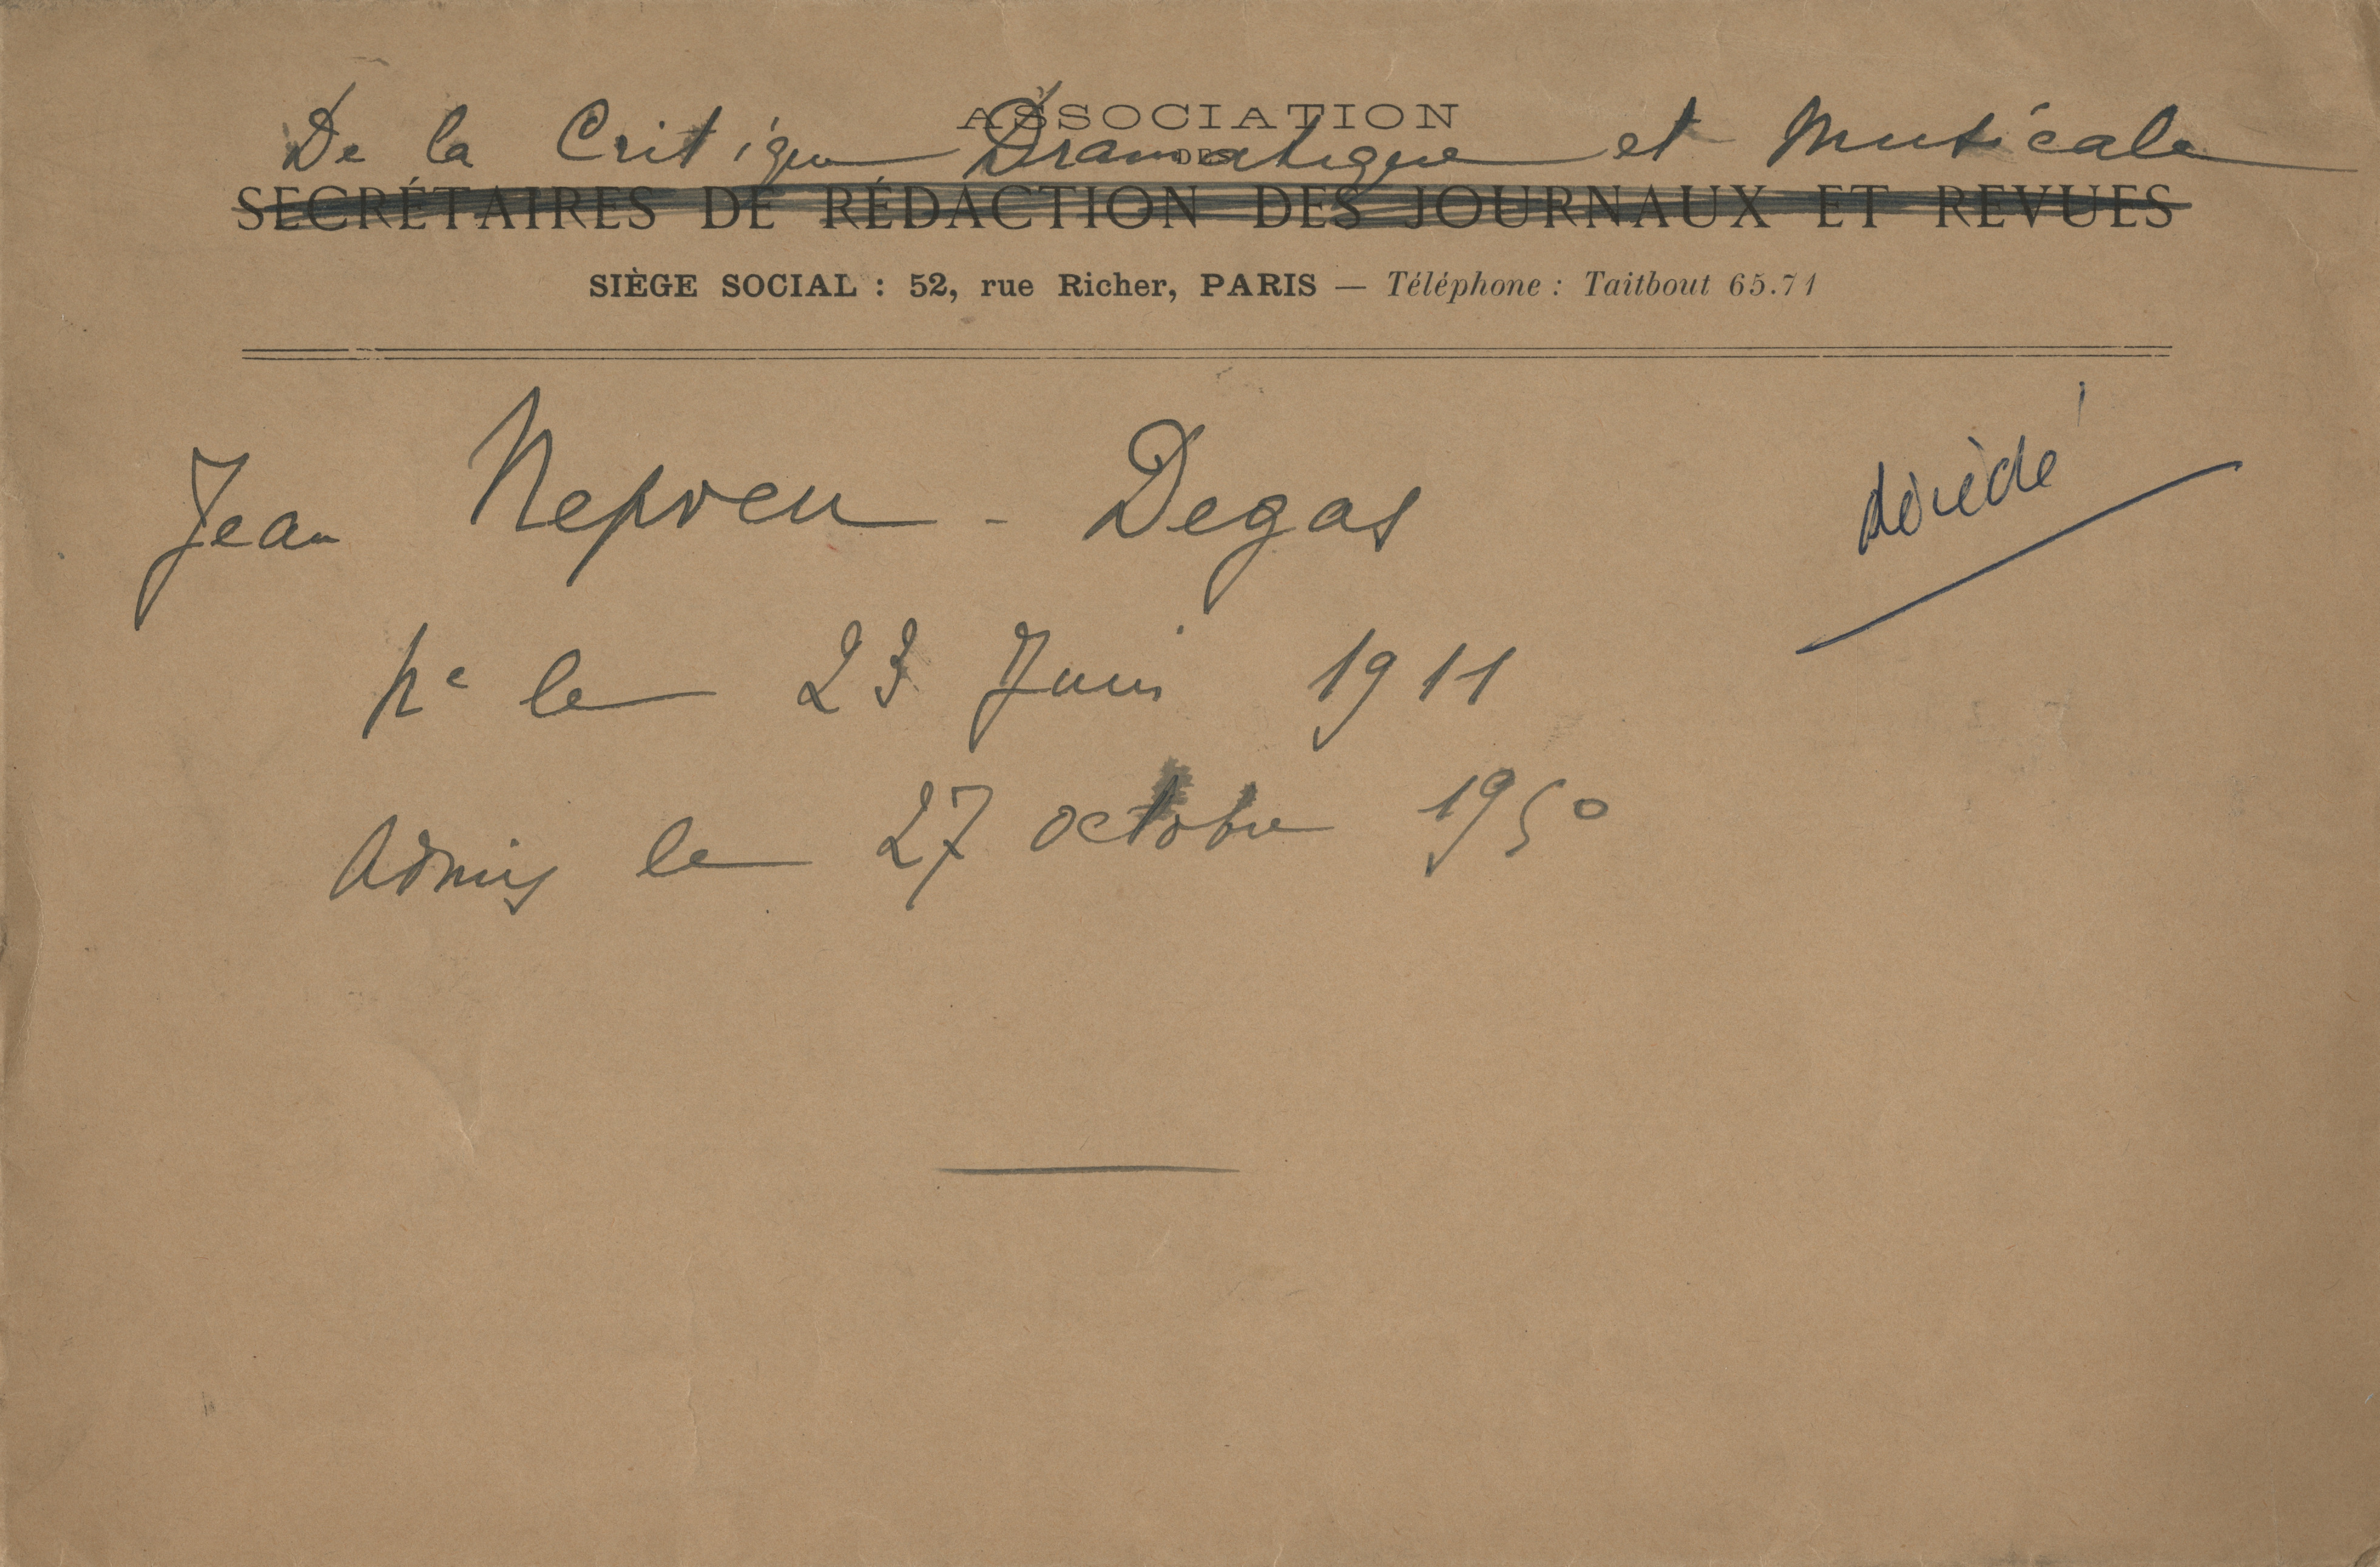 ASSOCIATION
De la Critique Dramatique et Musicale
DES
SECRÉTAIRES DE RÉDACTION DES JOURNAUX ET REVUES
SIÈGE SOCIAL : 52, rue Richer, PARIS — Téléphone : Taitbout 65.71
Jean Nepveu - Degas
décédé
né le 23 Juin 1911
Admis le 27 octobre 1950